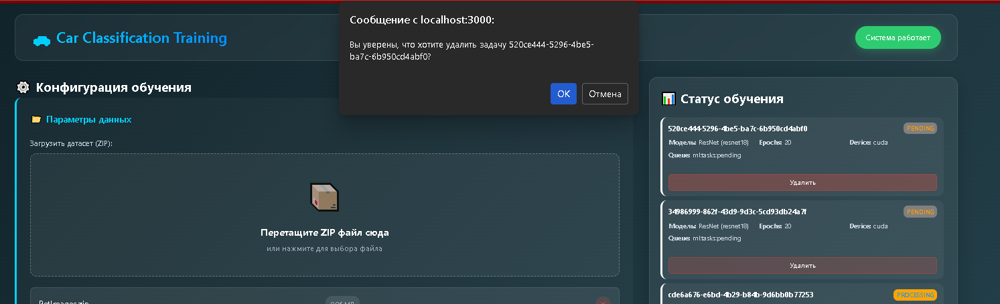 Сообщение с localhost:3000:
Вы уверены, что хотите удалить задачу 520ce444-5296-4be5-
ba7c-6b950cd4abf0?
OK
Отмена
Car Classification Training
Система работает
Конфигурация обучения
Параметры данных
Загрузить датасет (ZIP):
Перетащите ZIP файл сюда
или нажмите для выбора файла
Статус обучения
520ce444-5296-4be5-ba7c-6b950cd4abf0
PENDING
Модель: ResNet (resnet18) Epochs: 20 Device: cuda
Queue: ml:tasks:pending
Удалить
34986999-862f-43d9-9d3c-5cd93db24a7f
PENDING
Модель: ResNet (resnet18) Epochs: 20 Device: cuda
Queue: ml:tasks:pending
Удалить
cde6a676-e6bd-4b29-b84b-9d6bb0b77253
PROCESSING